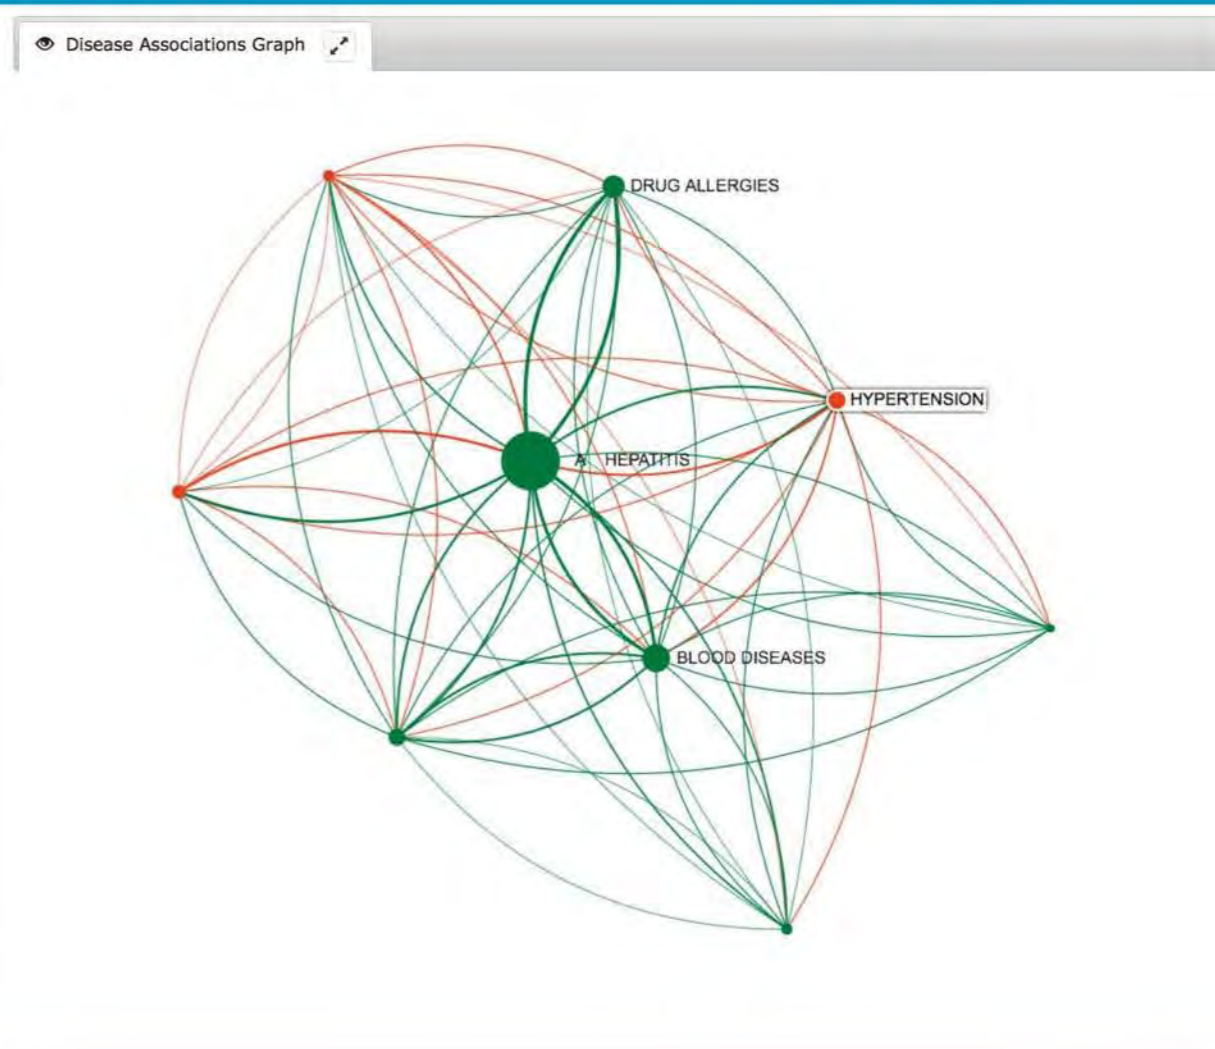 Disease Associations Graph
DRUG ALLERGIES
HYPERTENSION
A HEPATITIS
BLOOD DISEASES